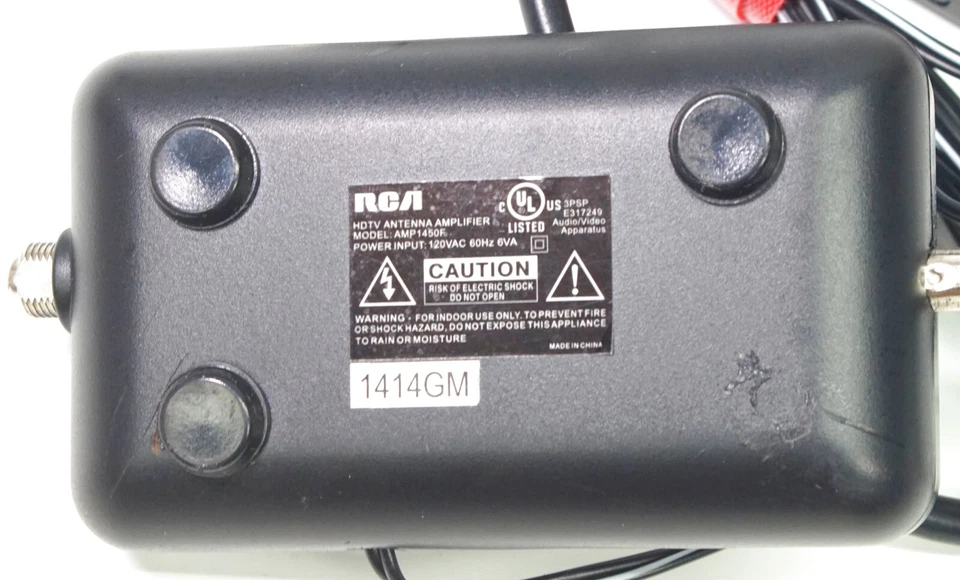 RCA
HDTV ANTENNA AMPLIFIER
MODEL: AMP1450F
POWER INPUT: 120VAC 60Hz 6VA
C UL US
LISTED
3PSP
E317249
Audio/Video
Apparatus
CAUTION
RISK OF ELECTRIC SHOCK
DO NOT OPEN
WARNING - FOR INDOOR USE ONLY. TO PREVENT FIRE
OR SHOCK HAZARD, DO NOT EXPOSE THIS APPLIANCE
TO RAIN OR MOISTURE
MADE IN CHINA
1414GM